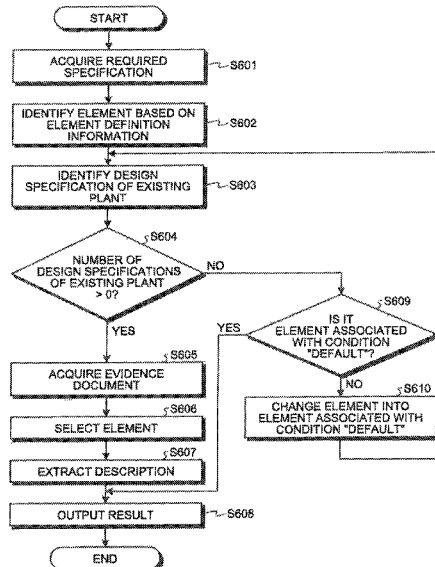 START
ACQUIRE REQUIRED
SPECIFICATION
S601
IDENTIFY ELEMENT BASED ON
ELEMENT DEFINITION
INFORMATION
S602
IDENTIFY DESIGN
SPECIFICATION OF EXISTING
PLANT
S603
S604
NUMBER OF
DESIGN SPECIFICATIONS
OF EXISTING PLANT
> 0?
NO
YES
S609
IS IT
ELEMENT ASSOCIATED
WITH CONDITION
"DEFAULT"?
YES
NO
S605
ACQUIRE EVIDENCE
DOCUMENT
S610
CHANGE ELEMENT INTO
ELEMENT ASSOCIATED WITH
CONDITION "DEFAULT"
S606
SELECT ELEMENT
S607
EXTRACT DESCRIPTION
OUTPUT RESULT
S608
END